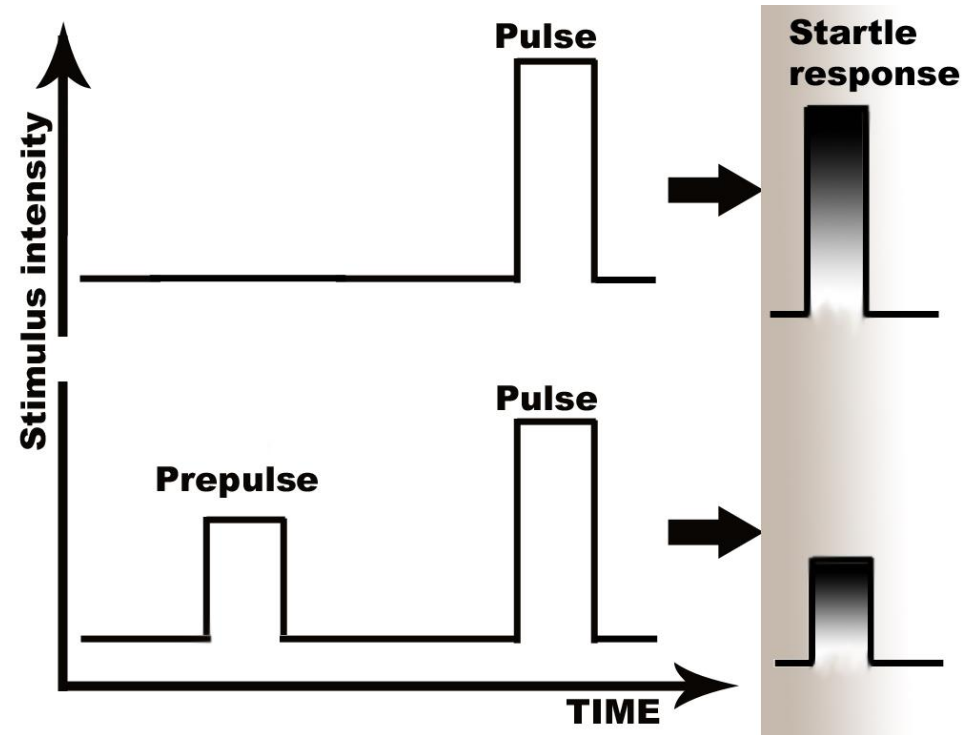 Pulse
Startle
response
Stimulus intensity
Pulse
Prepulse
TIME